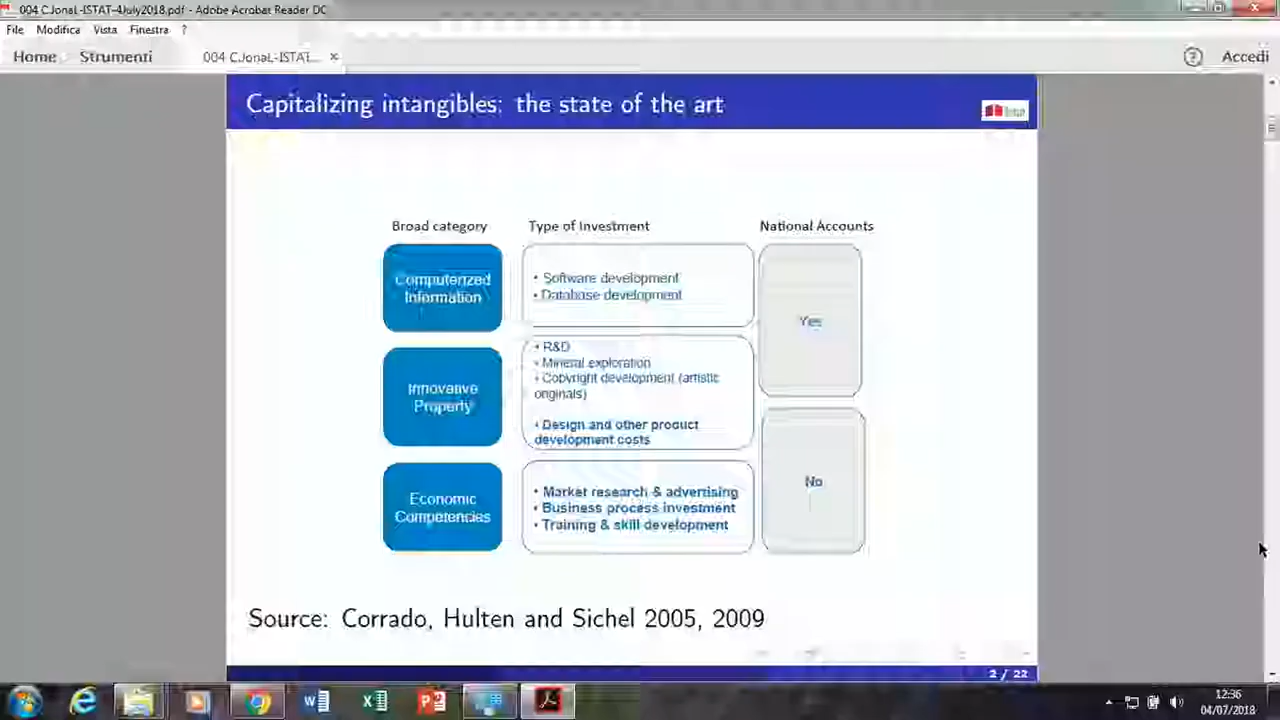 004 C.JonaL-ISTAT-4July2018.pdf - Adobe Acrobat Reader DC
File Modifica Vista Finestra ?
Home Strumenti 004 C.JonaL-ISTAT... × ? Accedi
Capitalizing intangibles: the state of the art
Broad category Type of Investment National Accounts
Computerized
Information
• Software development
• Database development
Yes
Innovative
Property
• R&D
• Mineral exploration
• Copyright development (artistic
originals)
• Design and other product
development costs
No
Economic
Competencies
• Market research & advertising
• Business process investment
• Training & skill development
Source: Corrado, Hulten and Sichel 2005, 2009
2 / 22
12:36
04/07/2018